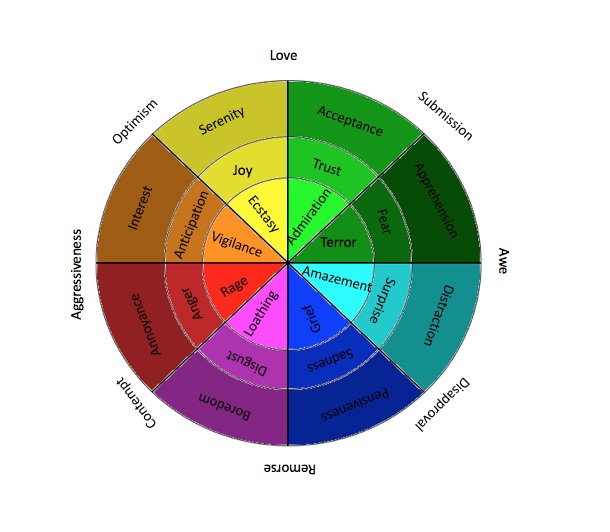 Love
Optimism
Submission
Serenity
Acceptance
Joy
Trust
Interest
Anticipation
Ecstasy
Admiration
Fear
Apprehension
Vigilance
Terror
Aggressiveness
Awe
Annoyance
Anger
Rage
Loathing
Grief
Amazement
Surprise
Distraction
Disgust
Sadness
Boredom
Pensiveness
Contempt
Disapproval
Remorse